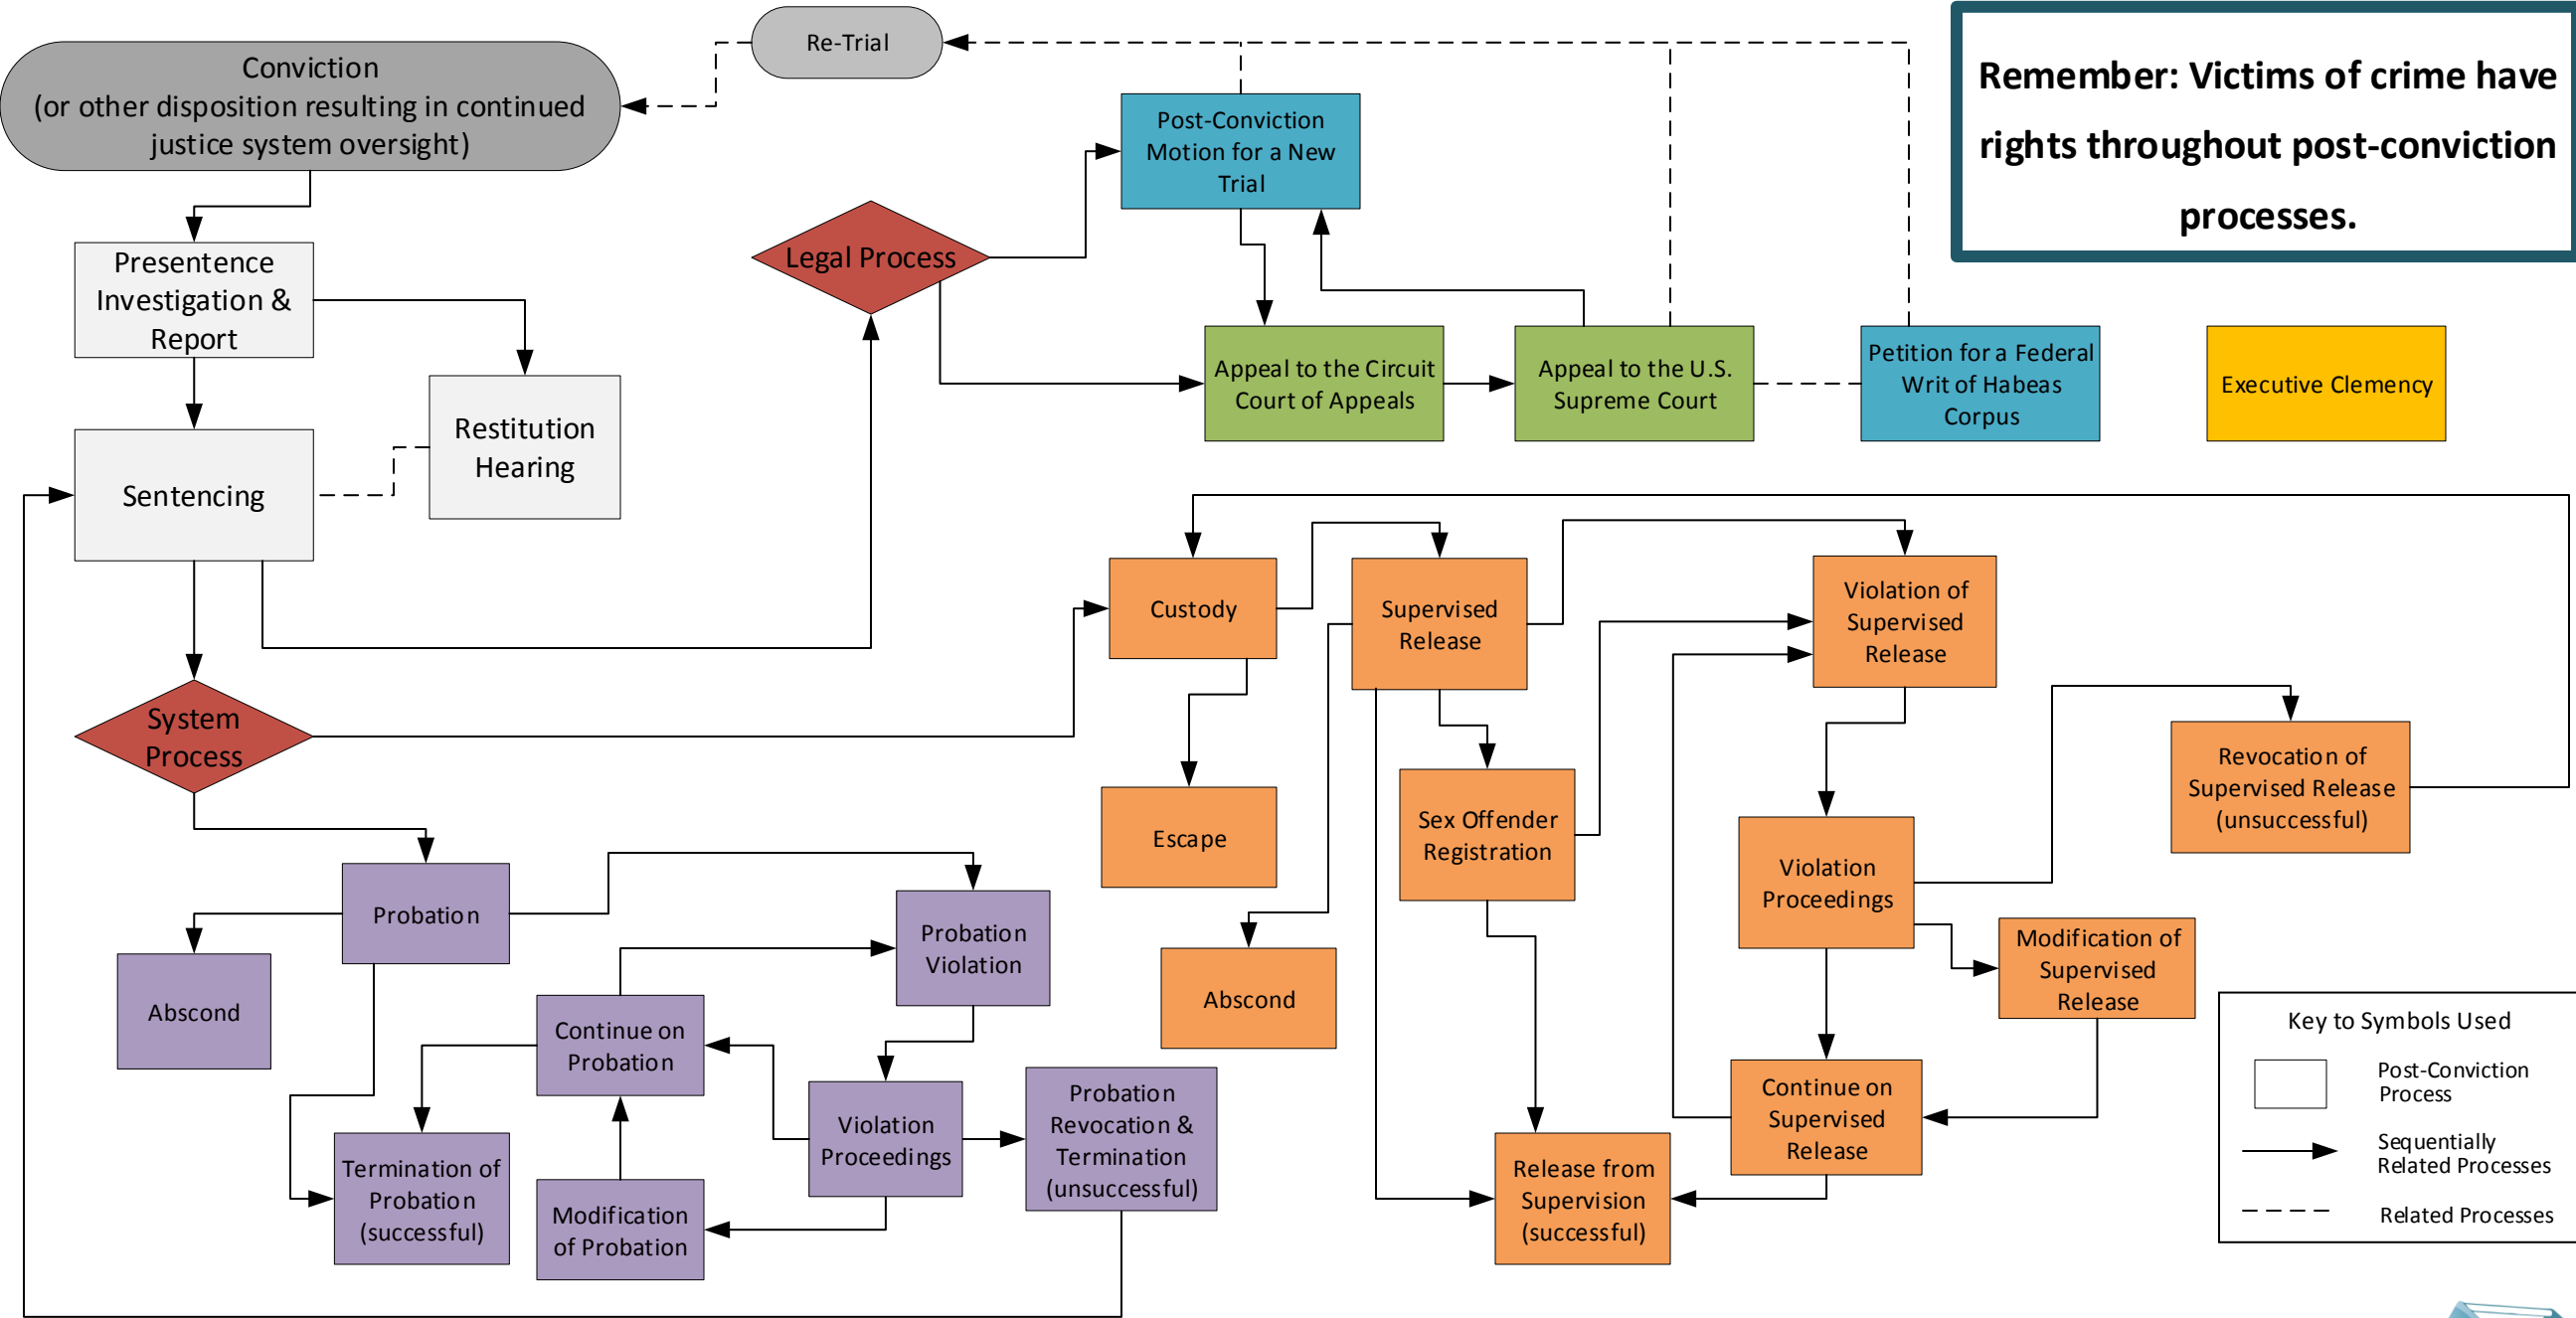 Re-Trial
Conviction
(or other disposition resulting in continued
justice system oversight)
Remember: Victims of crime have
rights throughout post-conviction
processes.
Post-Conviction
Motion for a New
Trial
Legal Process
Presentence
Investigation &
Report
Appeal to the Circuit
Court of Appeals
Appeal to the U.S.
Supreme Court
Petition for a Federal
Writ of Habeas
Corpus
Executive Clemency
Restitution
Hearing
Sentencing
Custody
Supervised
Release
Violation of
Supervised
Release
System
Process
Revocation of
Supervised Release
(unsuccessful)
Escape
Sex Offender
Registration
Violation
Proceedings
Probation
Probation
Violation
Modification of
Supervised
Release
Abscond
Abscond
Continue on
Probation
Key to Symbols Used
Post-Conviction
Process
Sequentially
Related Processes
Related Processes
Probation
Revocation &
Termination
(unsuccessful)
Violation
Proceedings
Continue on
Supervised
Release
Termination of
Probation
(successful)
Modification
of Probation
Release from
Supervision
(successful)